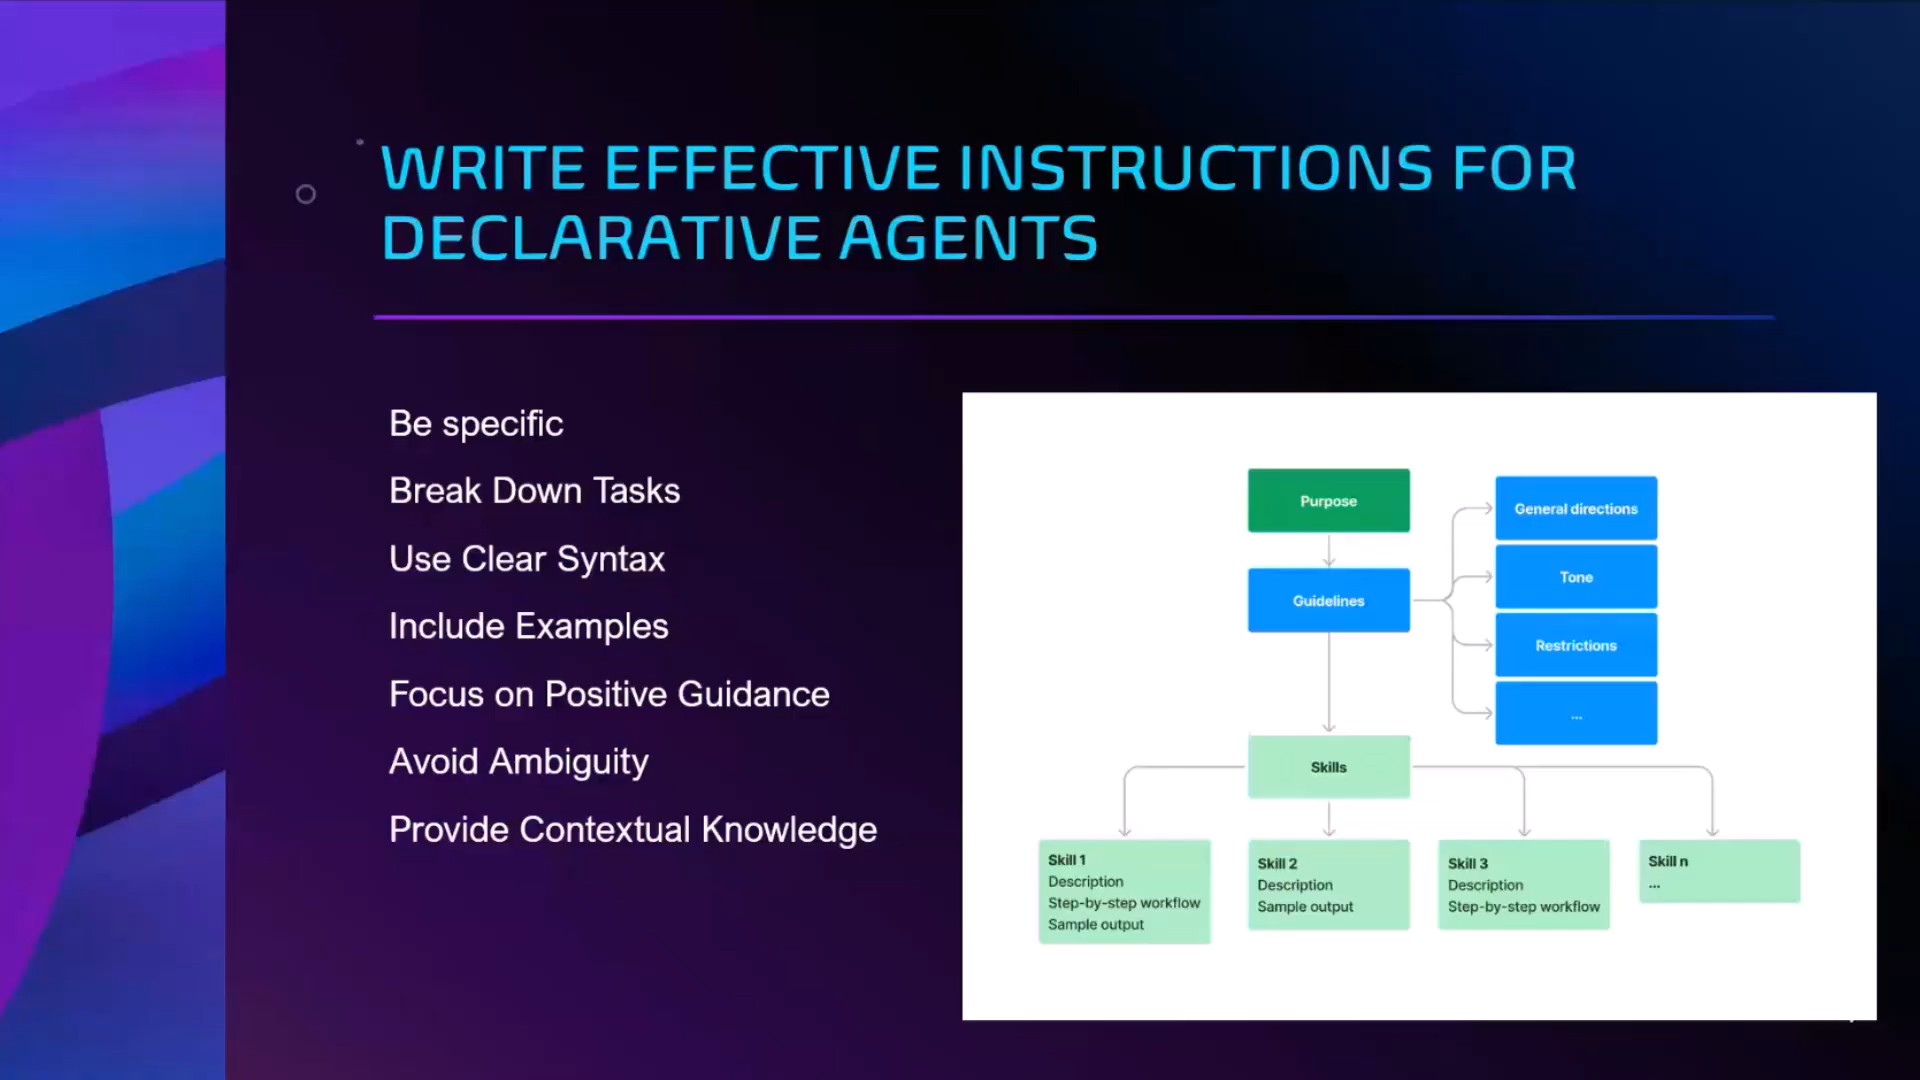 WRITE EFFECTIVE INSTRUCTIONS FOR
DECLARATIVE AGENTS
Be specific
Break Down Tasks
Use Clear Syntax
Include Examples
Focus on Positive Guidance
Avoid Ambiguity
Provide Contextual Knowledge
Purpose
Guidelines
General directions
Tone
Restrictions
...
Skills
Skill 1
Description
Step-by-step workflow
Sample output
Skill 2
Description
Sample output
Skill 3
Description
Step-by-step workflow
Skill n
...